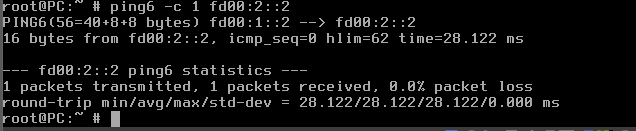 root@PC:~ # ping6 -c 1 fd00:2::2
PING6(56=40+8+8 bytes) fd00:1::2 --> fd00:2::2
16 bytes from fd00:2::2, icmp_seq=0 hlim=62 time=28.122 ms

--- fd00:2::2 ping6 statistics ---
1 packets transmitted, 1 packets received, 0.0% packet loss
round-trip min/avg/max/std-dev = 28.122/28.122/28.122/0.000 ms
root@PC:~ #